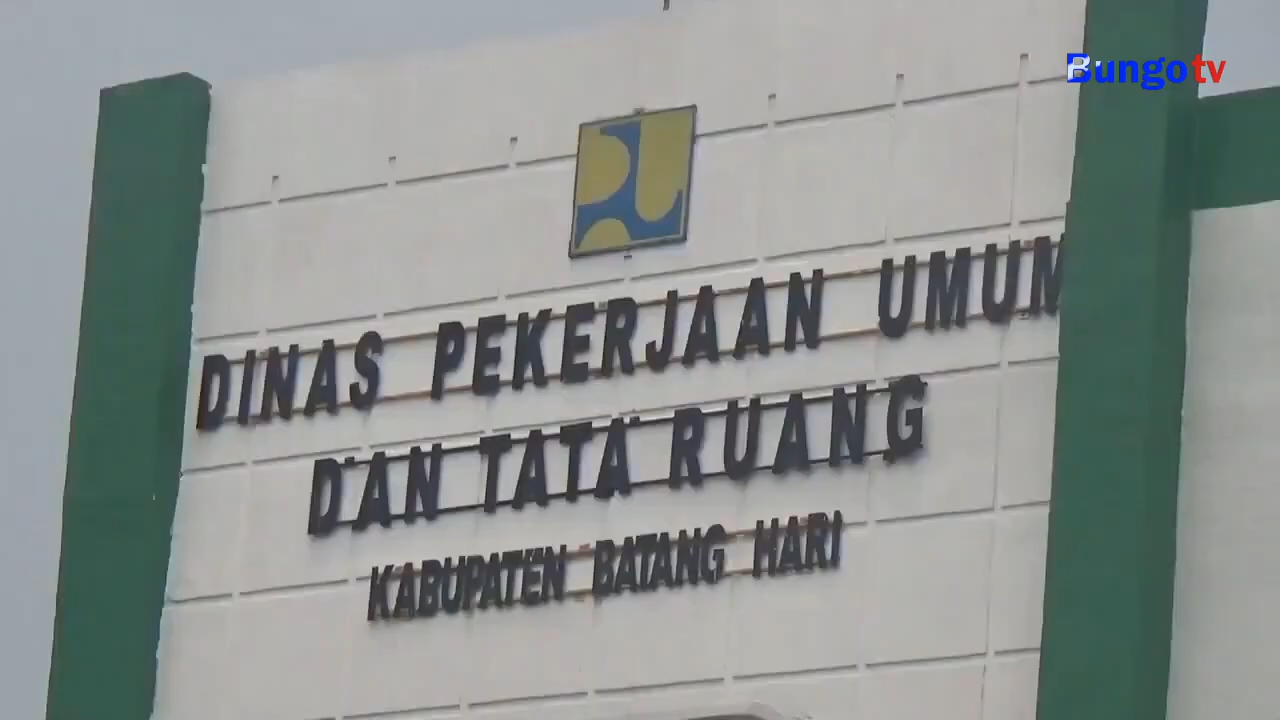 Bungotv
DINAS PEKERJAAN UMUM
DAN TATA RUANG
KABUPATEN BATANG HARI